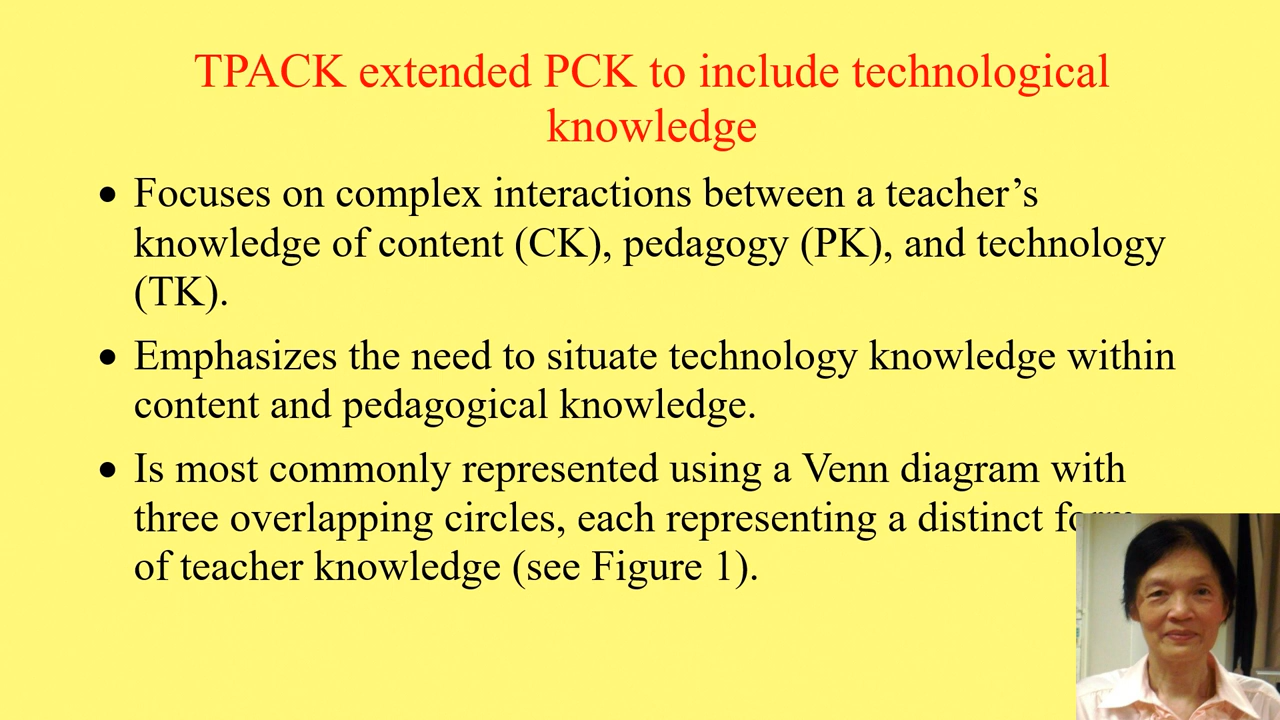 TPACK extended PCK to include technological
knowledge
• Focuses on complex interactions between a teacher’s
knowledge of content (CK), pedagogy (PK), and technology
(TK).
• Emphasizes the need to situate technology knowledge within
content and pedagogical knowledge.
• Is most commonly represented using a Venn diagram with
three overlapping circles, each representing a distinct form
of teacher knowledge (see Figure 1).